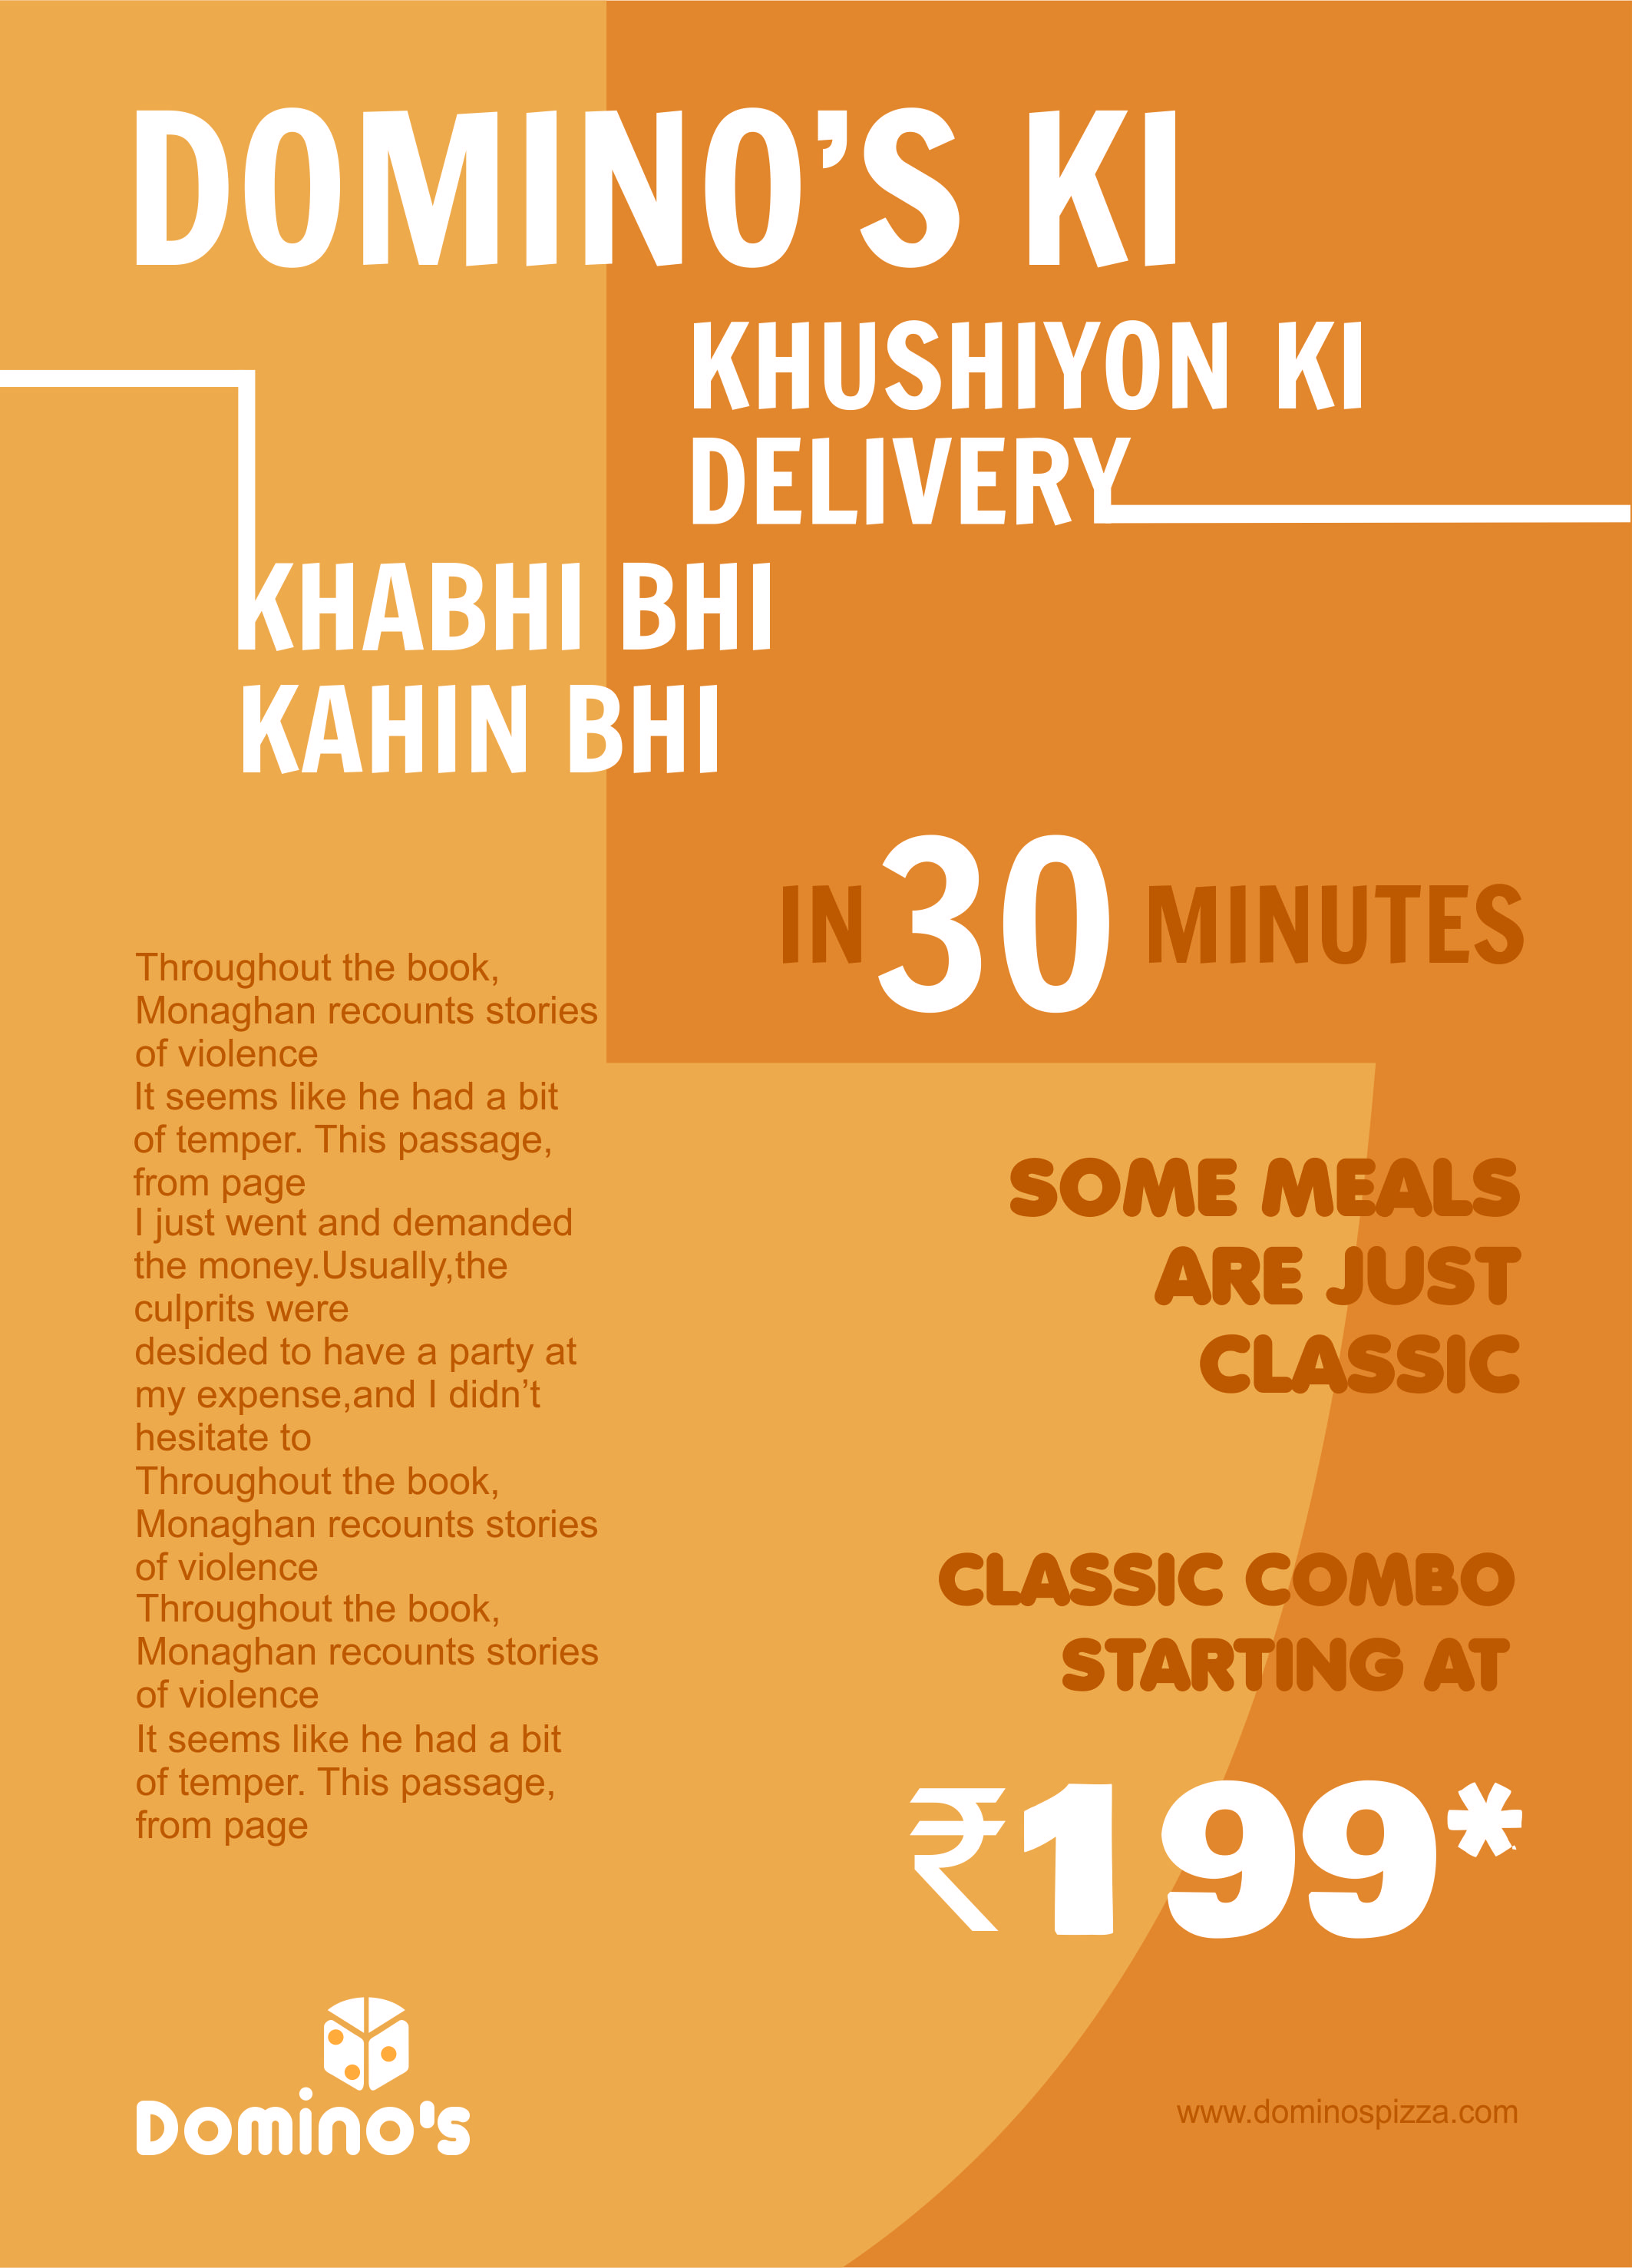 DOMINO’S KI
KHUSHIYON KI
DELIVERY
KHABHI BHI
KAHIN BHI
IN 30 MINUTES
Throughout the book,
Monaghan recounts stories
of violence
It seems like he had a bit
of temper. This passage,
from page
I just went and demanded
the money.Usually,the
culprits were
desided to have a party at
my expense,and I didn’t
hesitate to
Throughout the book,
Monaghan recounts stories
of violence
Throughout the book,
Monaghan recounts stories
of violence
It seems like he had a bit
of temper. This passage,
from page
SOME MEALS
ARE JUST
CLASSIC
CLASSIC COMBO
STARTING AT
₹199*
Domino's
www.dominospizza.com